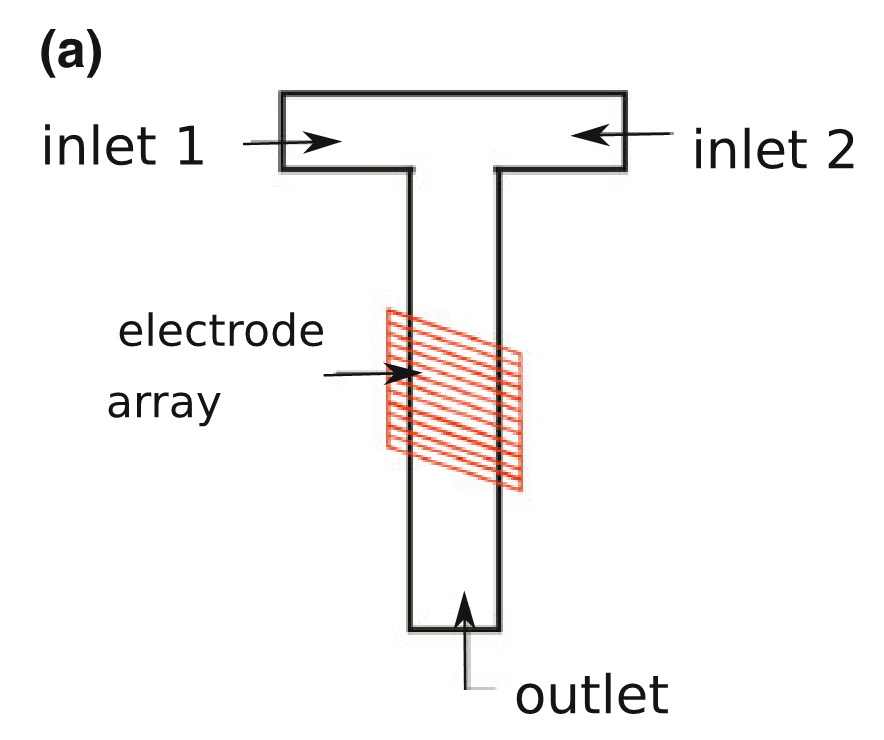 (a)
inlet 1
inlet 2
electrode
array
outlet